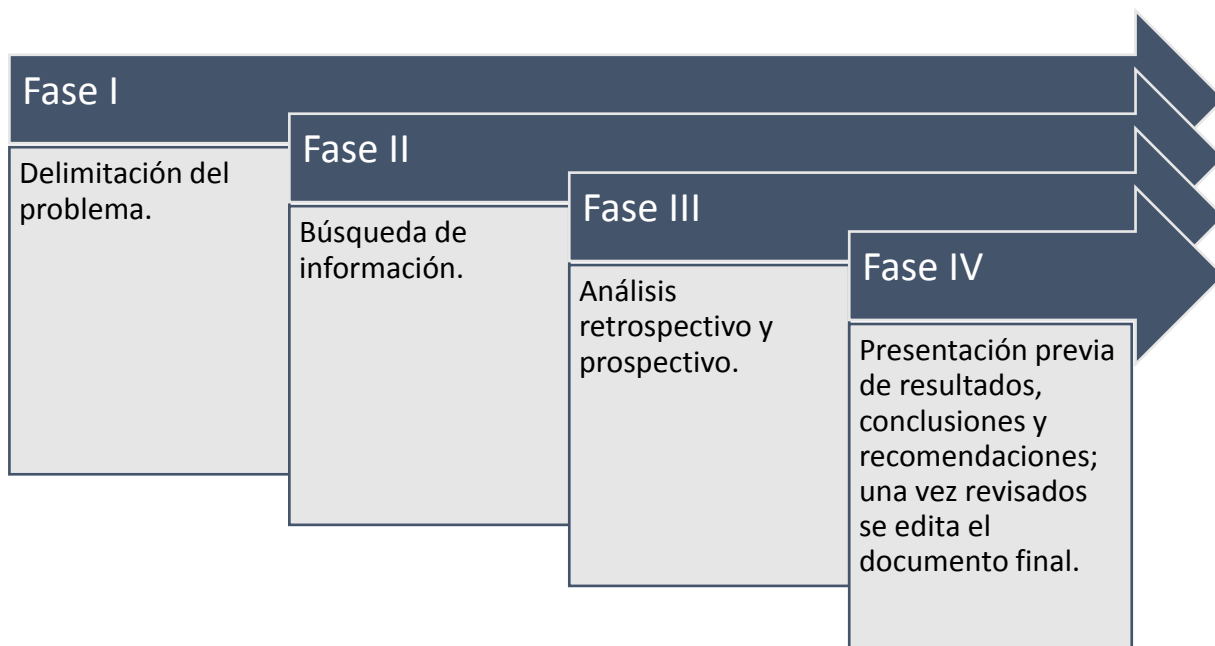 Fase I
Delimitación del
problema.
Fase II
Búsqueda de
información.
Fase III
Análisis
retrospectivo y
prospectivo.
Fase IV
Presentación previa
de resultados,
conclusiones y
recomendaciones;
una vez revisados
se edita el
documento final.